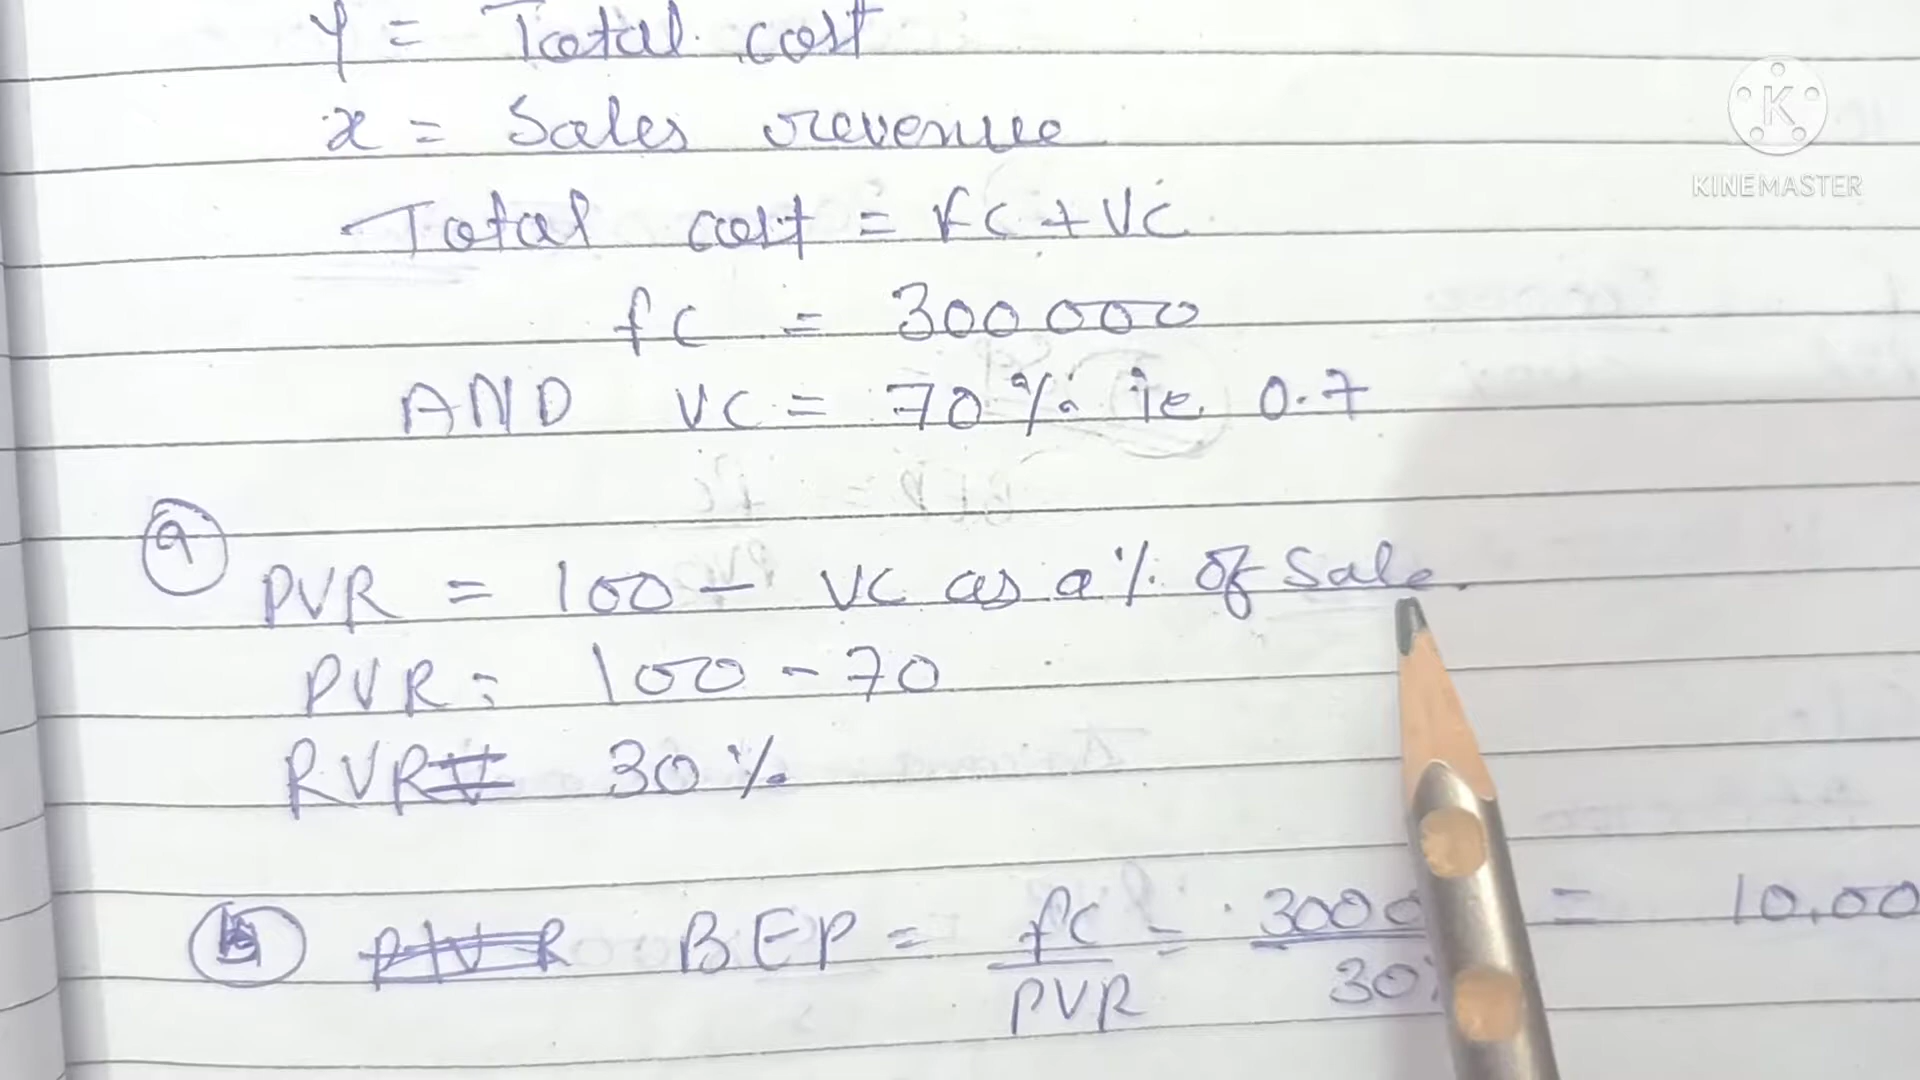 Y = Total cost
x = Sales revenue
Total cost = FC + VC
fC = 300000
AND VC = 70% ie 0.7
a PVR = 100 - VC as a % of Sale.
PVR = 100 - 70
RVR 30%
b BEP = fC/PVR = 3000 / 30% = 10,00
KINEMASTER